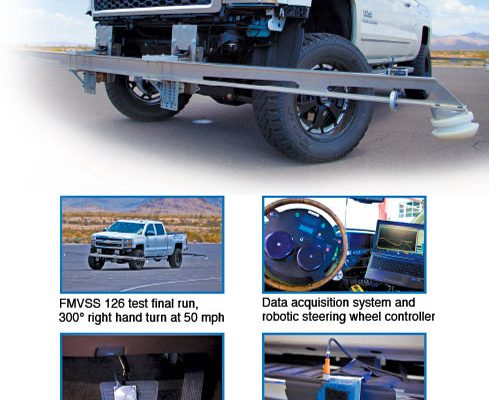 FMVSS 126 test final run,
300° right hand turn at 50 mph
Data acquisition system and
robotic steering wheel controller